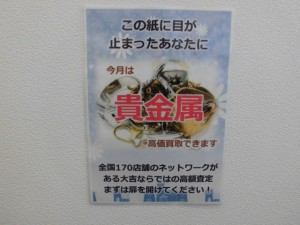 この紙に目が
止まったあなたに
今月は
貴金属
高価買取できます
全国170店舗のネットワークが
ある大吉ならではの高額査定
まずは扉を開けてください！